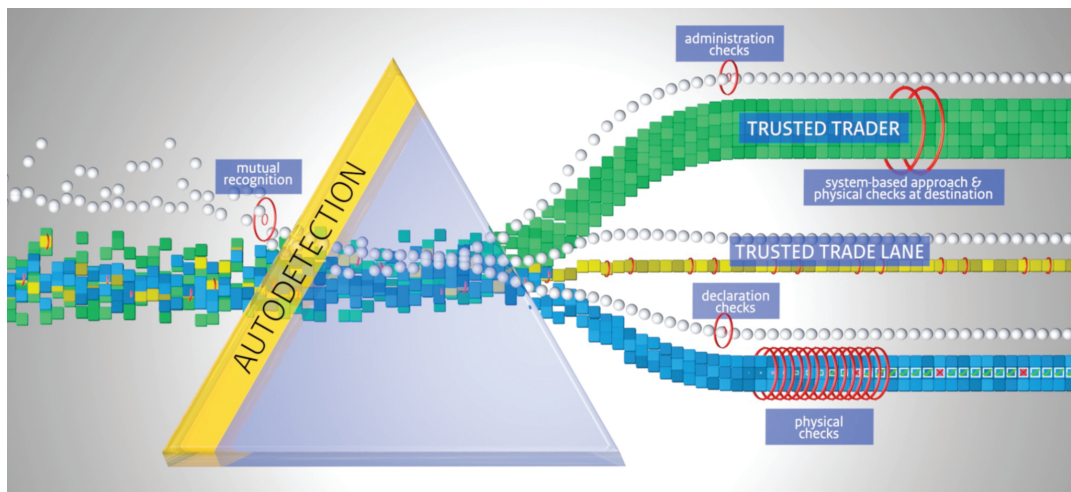 administration
checks
TRUSTED TRADER
mutual
recognition
system-based approach &
physical checks at destination
AUTODETECTION
TRUSTED TRADE LANE
declaration
checks
physical
checks